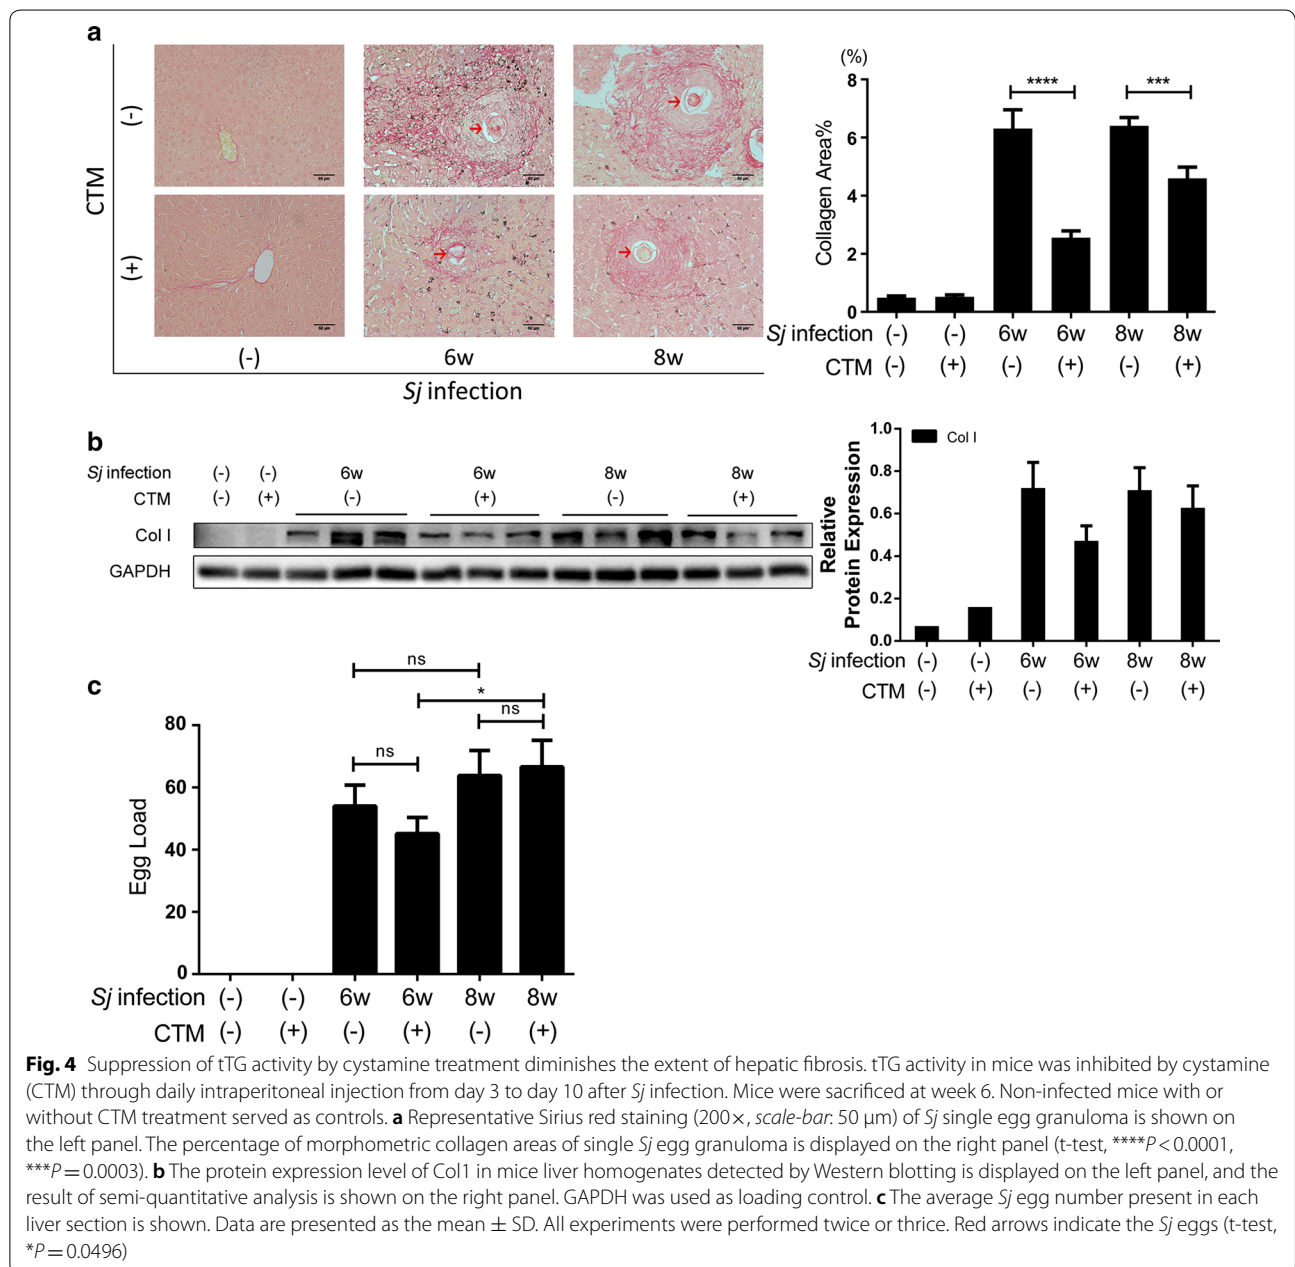 a
(-)
(+)
CTM
50 µm
50 µm
50 µm
50 µm
50 µm
50 µm
(-) 6w 8w
Sj infection
(%)
Collagen Area%
8
6
4
2
0
**** ***
Sj infection (-) (-) 6w 6w 8w 8w
CTM (-) (+) (-) (+) (-) (+)
b
Sj infection (-) (-) 6w 6w 8w 8w
CTM (-) (+) (-) (+) (-) (+)
Col I
GAPDH
Relative
Protein Expression
1.0
0.8
0.6
0.4
0.2
0.0
Col I
Sj infection (-) (-) 6w 6w 8w 8w
CTM (-) (+) (-) (+) (-) (+)
c
ns
*
ns
ns
Egg Load
80
60
40
20
0
Sj infection (-) (-) 6w 6w 8w 8w
CTM (-) (+) (-) (+) (-) (+)
Fig. 4 Suppression of tTG activity by cystamine treatment diminishes the extent of hepatic fibrosis. tTG activity in mice was inhibited by cystamine
(CTM) through daily intraperitoneal injection from day 3 to day 10 after Sj infection. Mice were sacrificed at week 6. Non-infected mice with or
without CTM treatment served as controls. a Representative Sirius red staining (200×, scale-bar: 50 µm) of Sj single egg granuloma is shown on
the left panel. The percentage of morphometric collagen areas of single Sj egg granuloma is displayed on the right panel (t-test, ****P < 0.0001,
***P = 0.0003). b The protein expression level of Col1 in mice liver homogenates detected by Western blotting is displayed on the left panel, and the
result of semi-quantitative analysis is shown on the right panel. GAPDH was used as loading control. c The average Sj egg number present in each
liver section is shown. Data are presented as the mean ± SD. All experiments were performed twice or thrice. Red arrows indicate the Sj eggs (t-test,
*P = 0.0496)